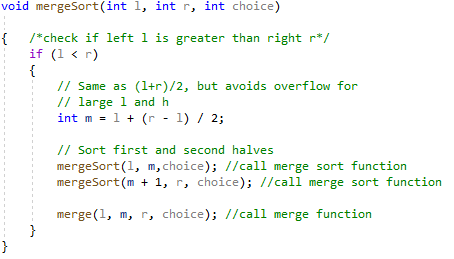 void mergeSort(int l, int r, int choice)
{ /*check if left l is greater than right r*/
if (l < r)
{
// Same as (l+r)/2, but avoids overflow for
// large l and h
int m = l + (r - l) / 2;
// Sort first and second halves
mergeSort(l, m,choice); //call merge sort function
mergeSort(m + 1, r, choice); //call merge sort function
merge(l, m, r, choice); //call merge function
}
}